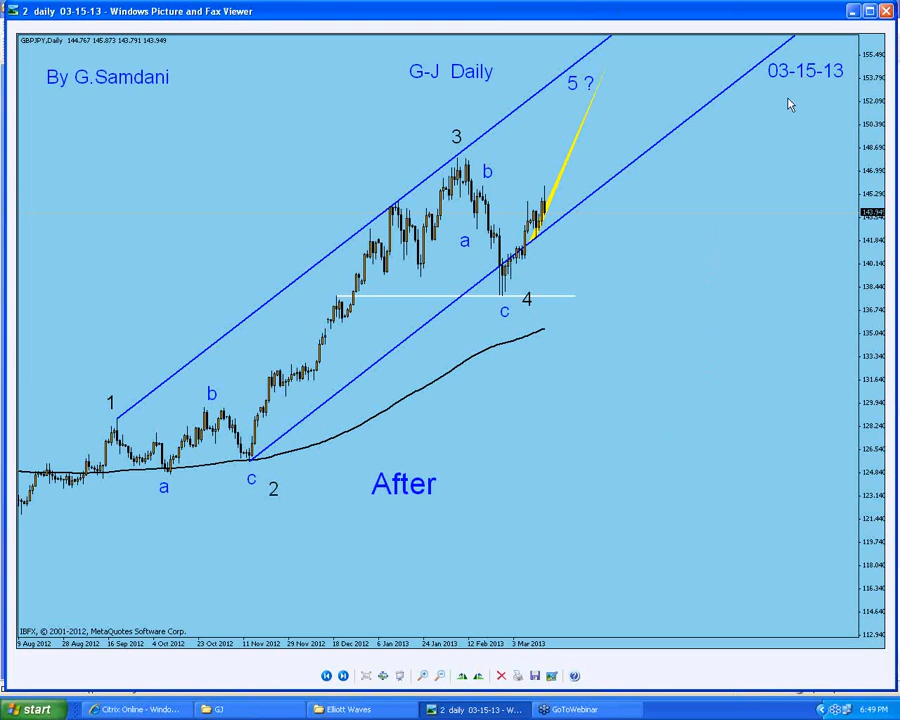 2 daily 03-15-13 - Windows Picture and Fax Viewer
GBPJPY,Daily 144.767 145.873 143.791 143.949
By G.Samdani
G-J Daily
03-15-13
5 ?
3
b
a
4
c
1
b
a
c
2
After
155.490
153.790
152.090
150.390
148.690
146.990
145.290
143.949
141.840
140.140
138.440
136.740
135.040
133.340
131.640
129.940
128.240
126.540
124.840
123.140
121.440
119.740
118.040
116.340
114.640
112.940
IBFX, © 2001-2012, MetaQuotes Software Corp.
9 Aug 2012 28 Aug 2012 16 Sep 2012 4 Oct 2012 23 Oct 2012 11 Nov 2012 29 Nov 2012 18 Dec 2012 6 Jan 2013 24 Jan 2013 12 Feb 2013 3 Mar 2013
start
Citrix Online - Windo...
GJ
Elliott Waves
2 daily 03-15-13 - W...
GoToWebinar
6:49 PM